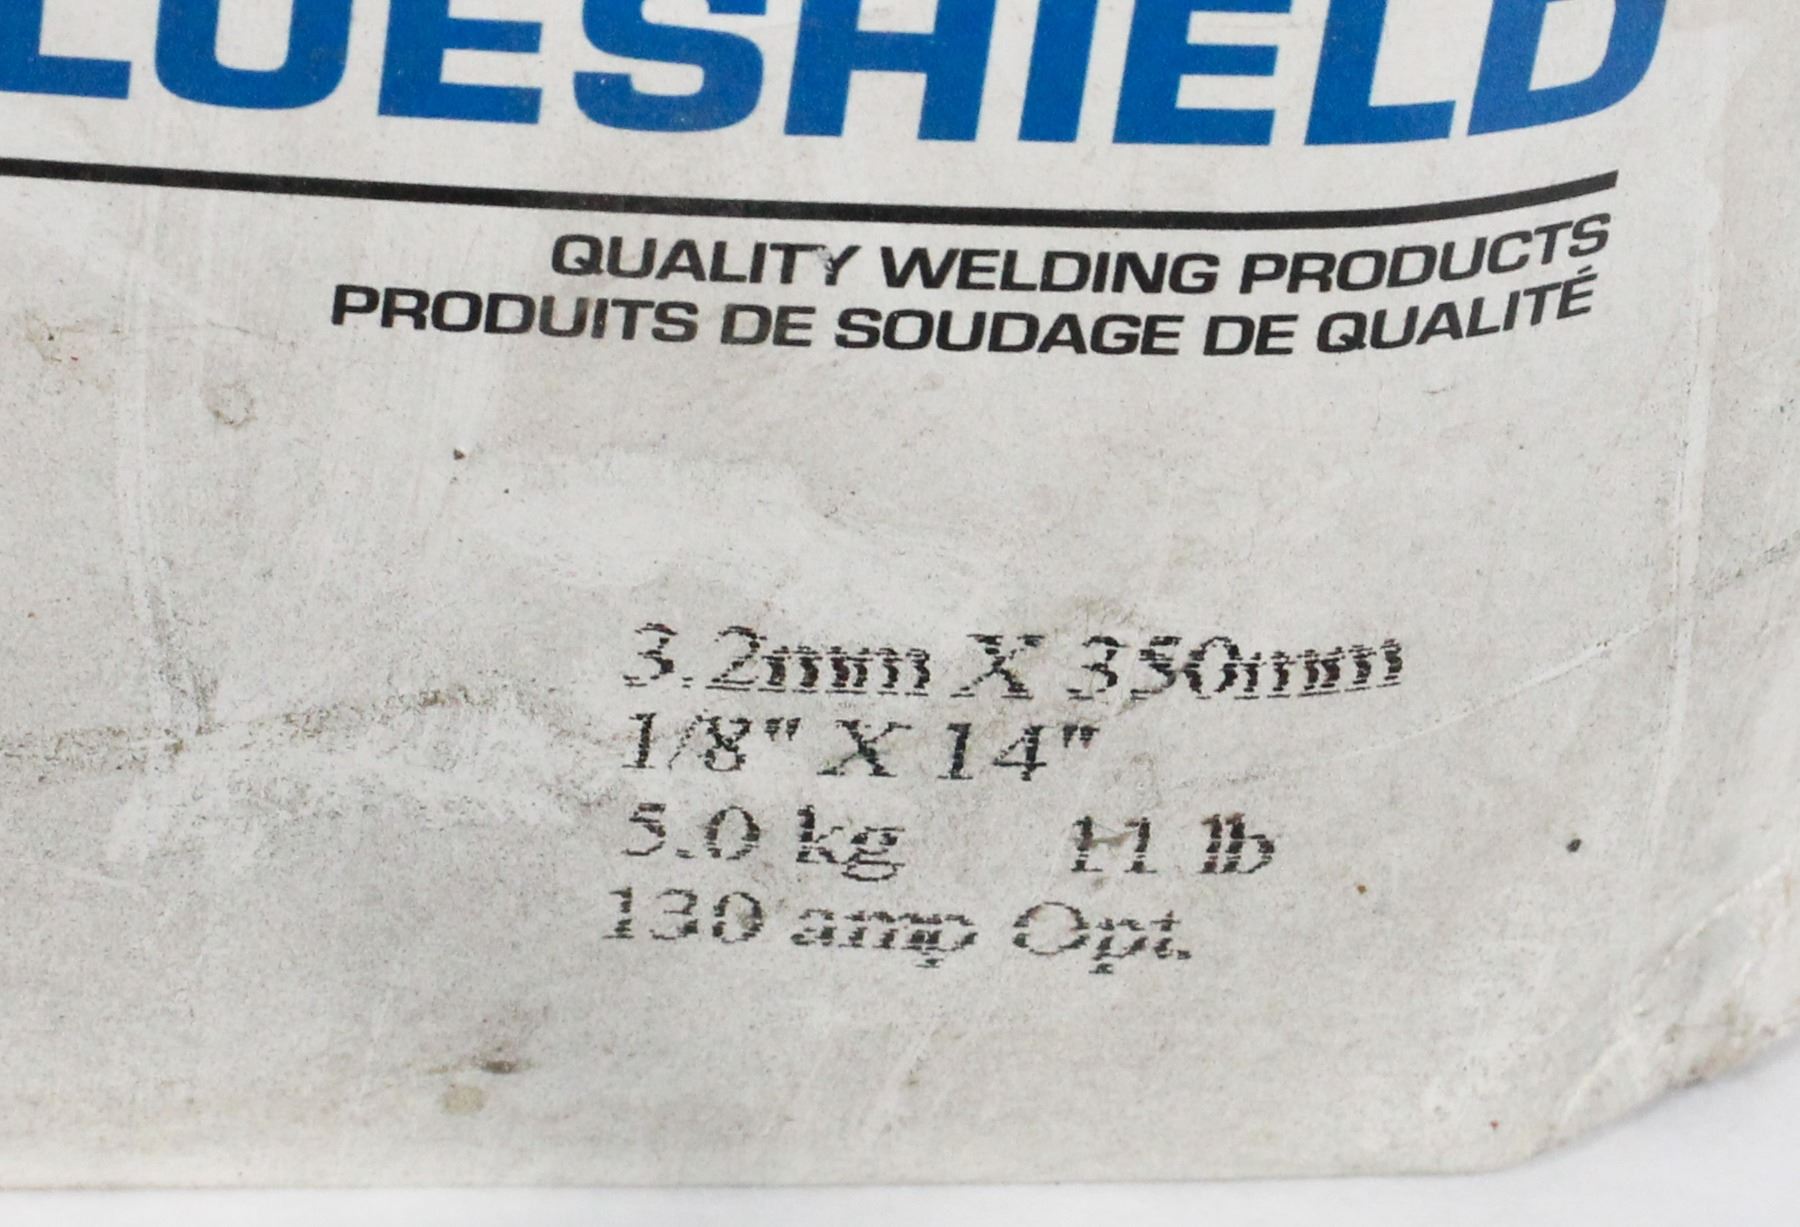 LUESHIELD
QUALITY WELDING PRODUCTS
PRODUITS DE SOUDAGE DE QUALITÉ
3.2mm X 350mm
1/8" X 14"
5.0 kg 11 lb
130 amp Opt.